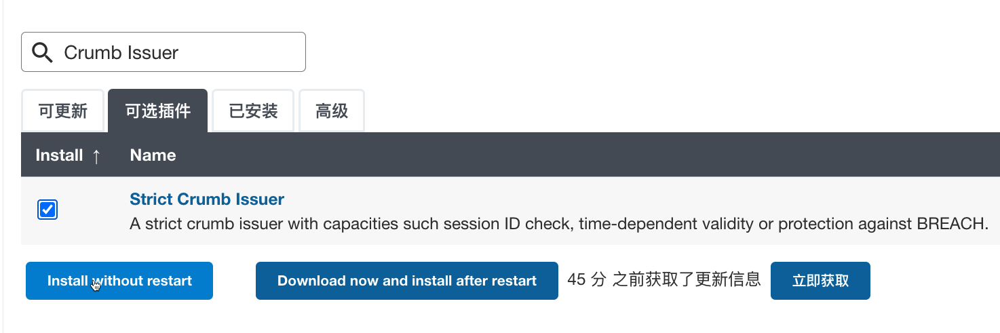 Crumb Issuer
可更新 可选插件 已安装 高级
Install ↑ Name
Strict Crumb Issuer
A strict crumb issuer with capacities such session ID check, time-dependent validity or protection against BREACH.
Install without restart Download now and install after restart 45 分 之前获取了更新信息 立即获取